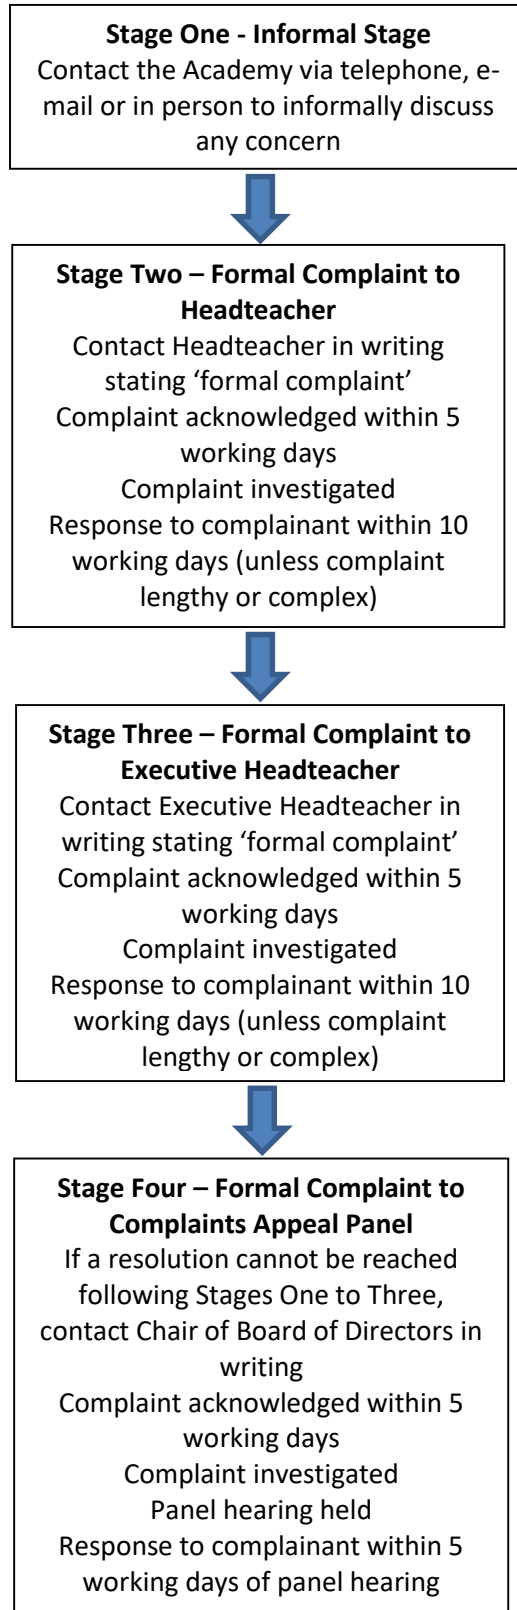 Stage One - Informal Stage
Contact the Academy via telephone, e-
mail or in person to informally discuss
any concern
Stage Two – Formal Complaint to
Headteacher
Contact Headteacher in writing
stating ‘formal complaint’
Complaint acknowledged within 5
working days
Complaint investigated
Response to complainant within 10
working days (unless complaint
lengthy or complex)
Stage Three – Formal Complaint to
Executive Headteacher
Contact Executive Headteacher in
writing stating ‘formal complaint’
Complaint acknowledged within 5
working days
Complaint investigated
Response to complainant within 10
working days (unless complaint
lengthy or complex)
Stage Four – Formal Complaint to
Complaints Appeal Panel
If a resolution cannot be reached
following Stages One to Three,
contact Chair of Board of Directors in
writing
Complaint acknowledged within 5
working days
Complaint investigated
Panel hearing held
Response to complainant within 5
working days of panel hearing